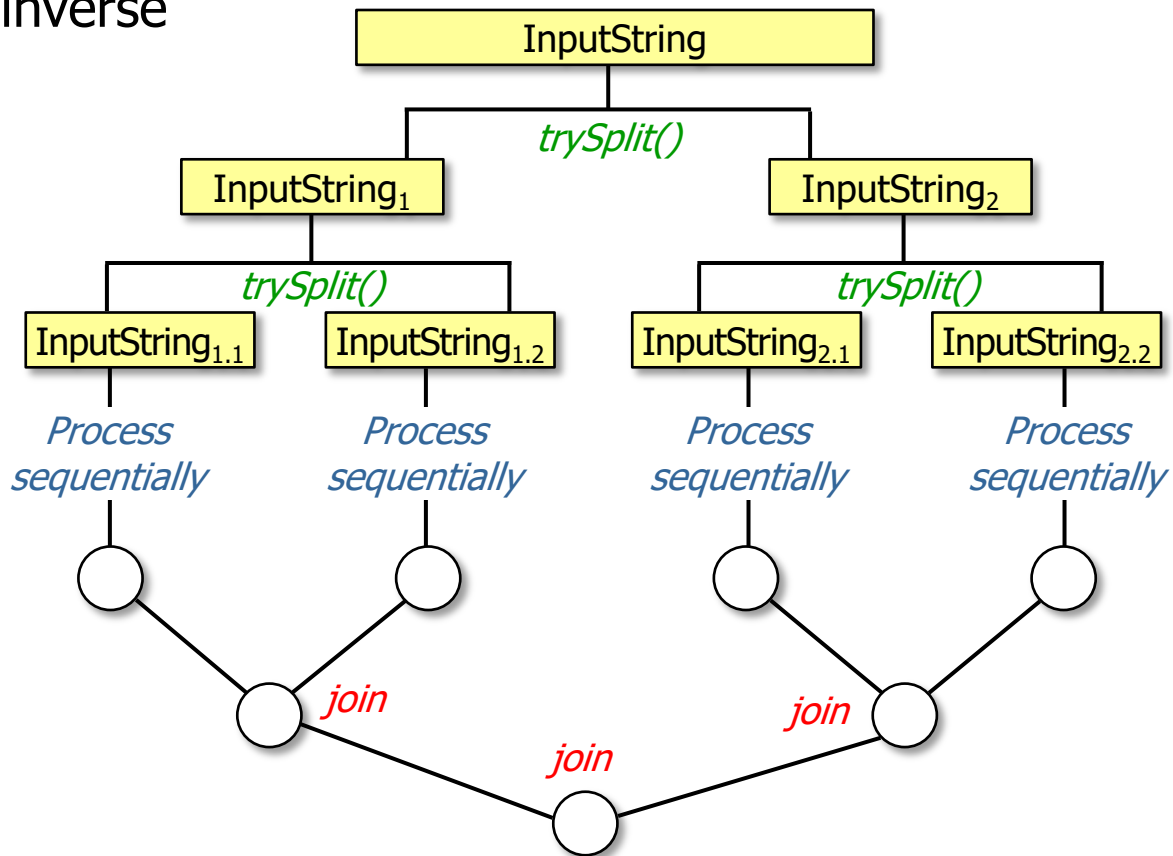 inverse
InputString
trySplit()
InputString₁ InputString₂
trySplit() trySplit()
InputString₁.₁ InputString₁.₂ InputString₂.₁ InputString₂.₂
Process Process Process Process
sequentially sequentially sequentially sequentially
join join
join